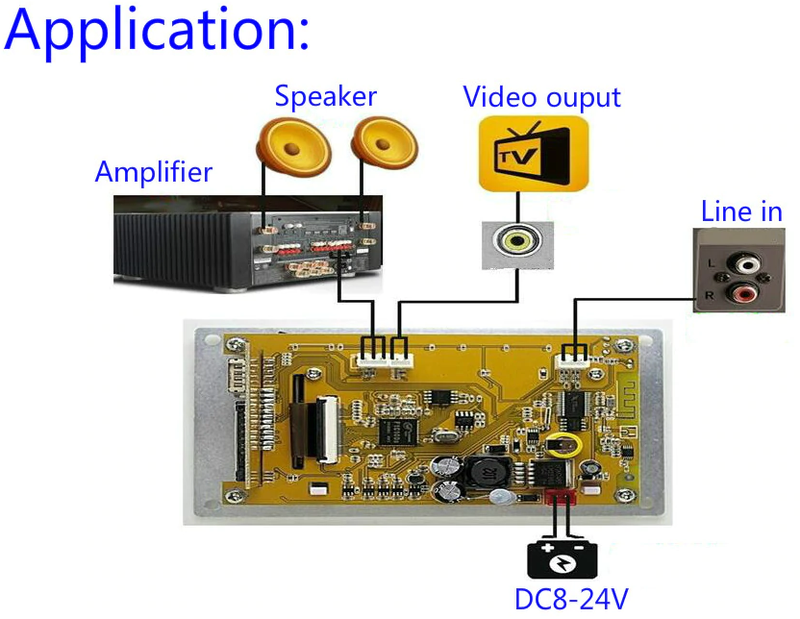 Application:
Speaker
Video ouput
Amplifier
TV
Line in
L
R
DC8-24V